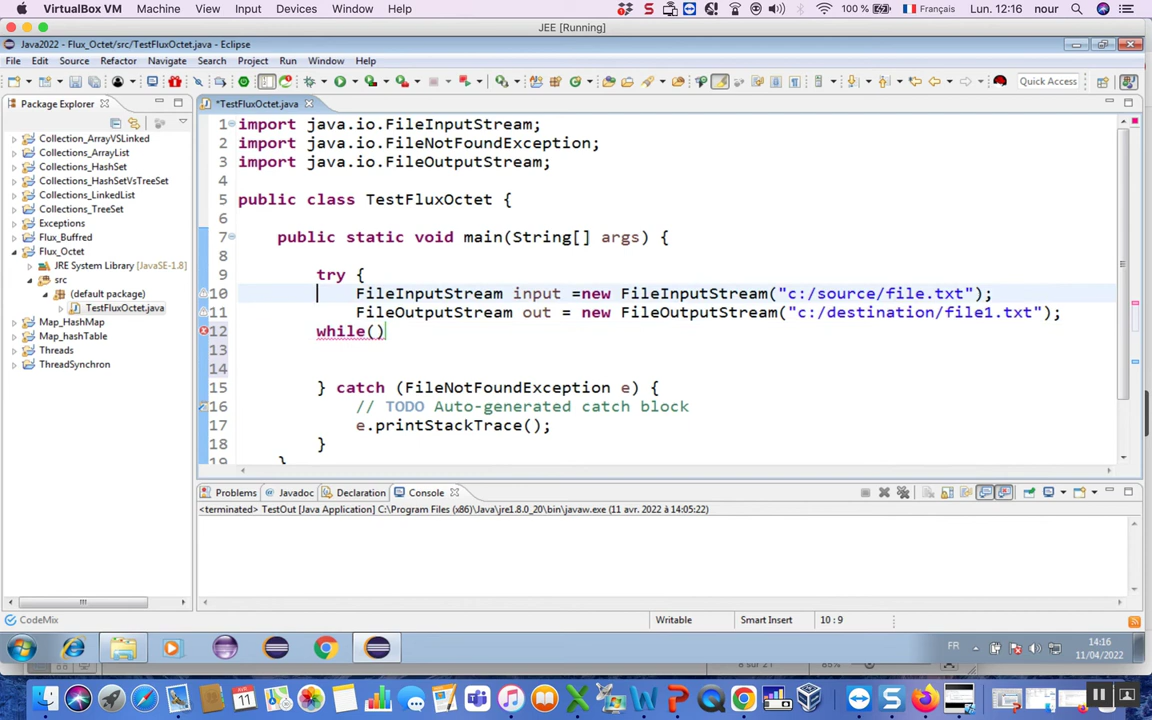 VirtualBox VM Machine View Input Devices Window Help 100 % Français Lun. 12:16 nour
JEE [Running]
Java2022 - Flux_Octet/src/TestFluxOctet.java - Eclipse
File Edit Source Refactor Navigate Search Project Run Window Help
Quick Access
Package Explorer
*TestFluxOctet.java
Collection_ArrayVSLinked
Collections_ArrayList
Collections_HashSet
Collections_HashSetVsTreeSet
Collections_LinkedList
Collections_TreeSet
Exceptions
Flux_Buffred
Flux_Octet
JRE System Library [JavaSE-1.8]
src
(default package)
TestFluxOctet.java
Map_HashMap
Map_hashTable
Threads
ThreadSynchron
1 import java.io.FileInputStream;
2 import java.io.FileNotFoundException;
3 import java.io.FileOutputStream;
4
5 public class TestFluxOctet {
6
7 public static void main(String[] args) {
8
9 try {
10 FileInputStream input =new FileInputStream("c:/source/file.txt");
11 FileOutputStream out = new FileOutputStream("c:/destination/file1.txt");
12 while()
13
14
15 } catch (FileNotFoundException e) {
16 // TODO Auto-generated catch block
17 e.printStackTrace();
18 }
19 }
Problems Javadoc Declaration Console
<terminated> TestOut [Java Application] C:\Program Files (x86)\Java\jre1.8.0_20\bin\javaw.exe (11 avr. 2022 à 14:05:22)
CodeMix
Writable Smart Insert 10 : 9
FR
14:16
11/04/2022
6 sur 21 65%
AVR
11